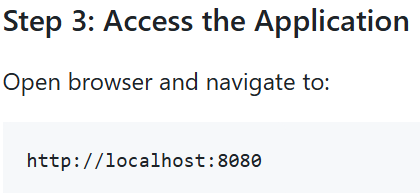 Step 3: Access the Application
Open browser and navigate to:
http://localhost:8080